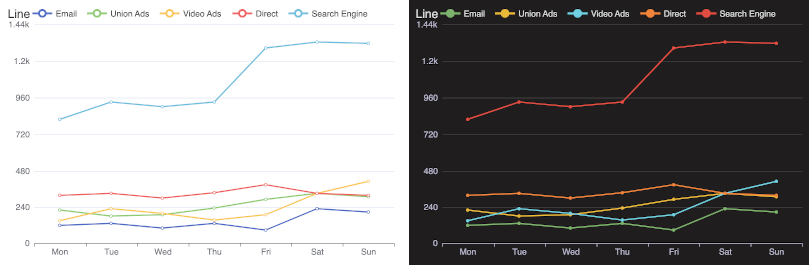 Line Email Union Ads Video Ads Direct Search Engine
1.44k
1.2k
960
720
480
240
0
Mon Tue Wed Thu Fri Sat Sun
Line Email Union Ads Video Ads Direct Search Engine
1.44k
1.2k
960
720
480
240
0
Mon Tue Wed Thu Fri Sat Sun